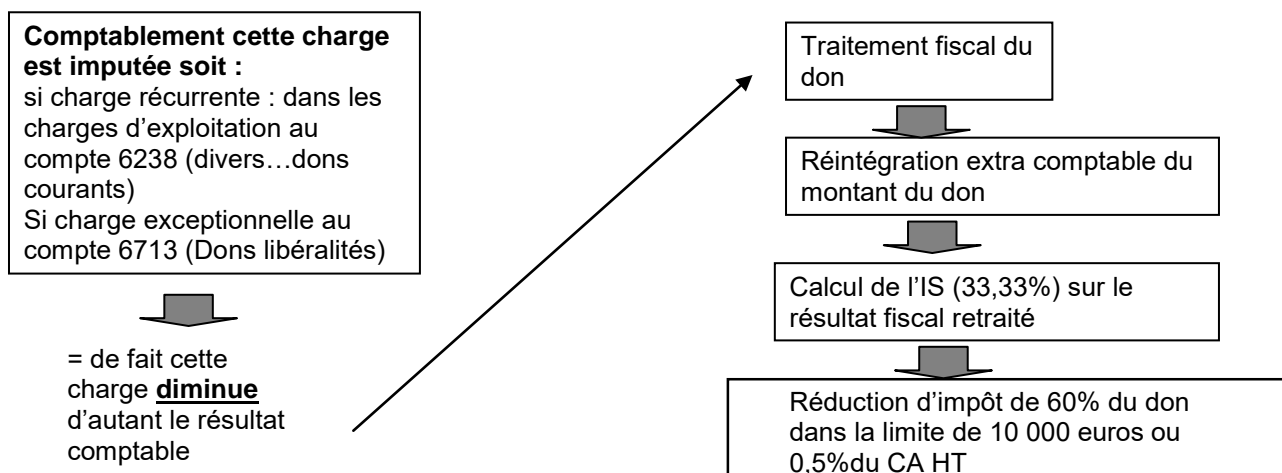 Comptablement cette charge
est imputée soit :
si charge récurrente : dans les
charges d’exploitation au
compte 6238 (divers…dons
courants)
Si charge exceptionnelle au
compte 6713 (Dons libéralités)
= de fait cette
charge diminue
d’autant le résultat
comptable
Traitement fiscal du
don
Réintégration extra comptable du
montant du don
Calcul de l’IS (33,33%) sur le
résultat fiscal retraité
Réduction d’impôt de 60% du don
dans la limite de 10 000 euros ou
0,5%du CA HT